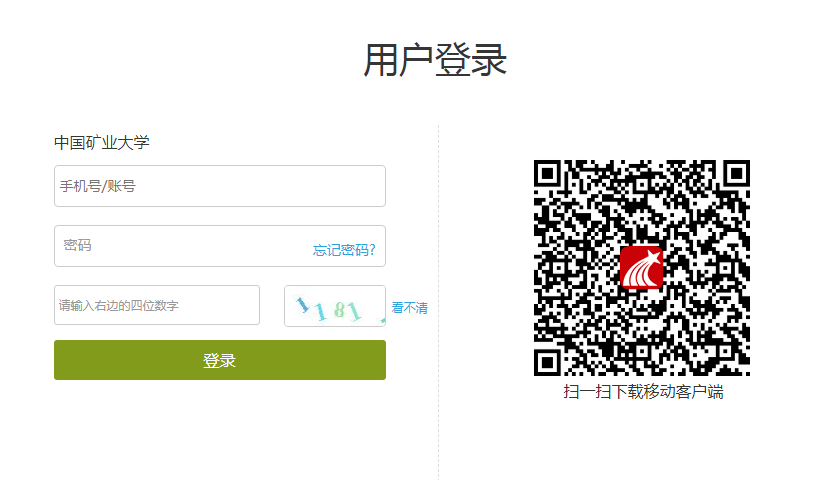 用户登录
中国矿业大学
手机号/账号
密码
忘记密码?
请输入右边的四位数字
1181
看不清
登录
扫一扫下载移动客户端